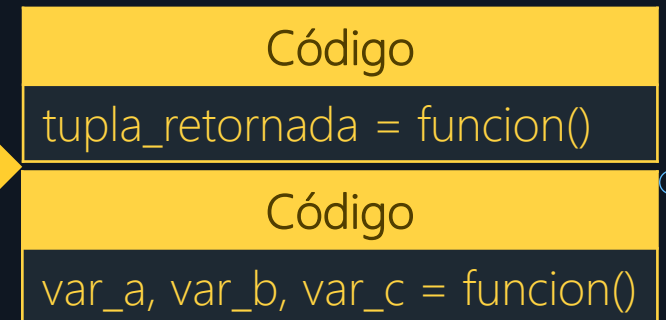 Código
tupla_retornada = funcion()
Código
var_a, var_b, var_c = funcion()